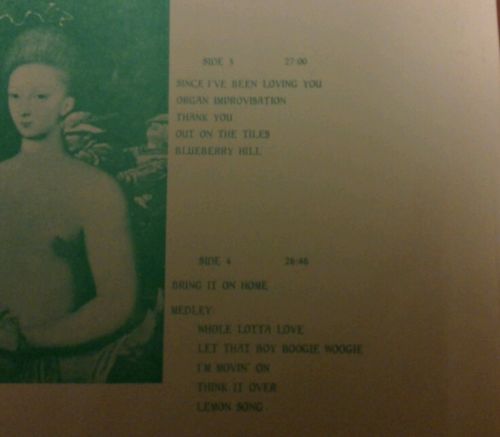 SIDE 3 27:00
SINCE I'VE BEEN LOVING YOU
ORGAN IMPROVISATION
THANK YOU
OUT ON THE TILES
BLUEBERRY HILL
SIDE 4 26:46
BRING IT ON HOME
MEDLEY:
WHOLE LOTTA LOVE
LET THAT BOY BOOGIE WOOGIE
I'M MOVIN' ON
THINK IT OVER
LEMON SONG